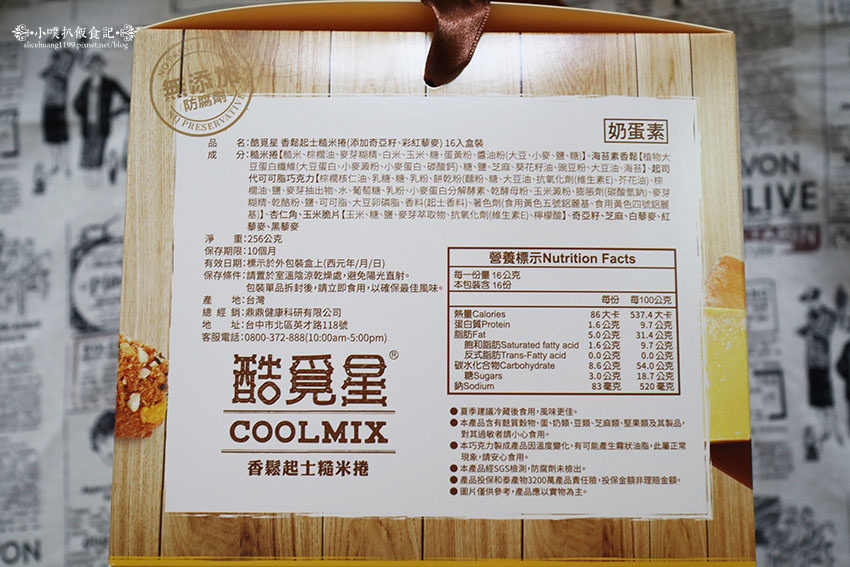 小噗扒飯食記
alicehuang1199.pixnet.net/blog
無添加
防腐劑
NO PRESERVATIVE
奶蛋素
品　名:酷覓星 香鬆起士糙米捲(添加奇亞籽、彩紅藜麥) 16入盒裝
成　分:糙米捲【糙米、棕櫚油、麥芽糊精、白米、玉米、糖、蛋黃粉、醬油粉(大豆、小麥、鹽、糖)】、海苔素香鬆【植物大
豆蛋白纖維(大豆蛋白、小麥澱粉、小麥蛋白、碳酸鈣)、糖、鹽、芝麻、葵花籽油、豌豆粉、大豆油、海苔】、起司
代可可脂巧克力【棕櫚核仁油、乳糖、糖、乳粉、餅乾粉(麵粉、糖、大豆油、抗氧化劑(維生素E)、芥花油)、棕
櫚油、鹽、麥芽抽出物、水、葡萄糖、乳粉、小麥蛋白分解酵素、乾酵母粉、玉米澱粉、膨脹劑(碳酸氫鈉)、麥芽
糊精、乾酪粉、鹽、可可脂、大豆卵磷脂、香料(起士香料)、著色劑(食用黃色五號鋁麗基、食用黃色四號鋁麗
基)】、杏仁角、玉米脆片【玉米、糖、鹽、麥芽萃取物、抗氧化劑(維生素E)、檸檬酸】、奇亞籽、芝麻、白藜麥、紅
藜麥、黑藜麥
淨　重:256公克
保存期限:10個月
有效日期:標示於外包裝盒上(西元年/月/日)
保存條件:請置於室溫陰涼乾燥處,避免陽光直射。
包裝單品拆封後,請立即食用,以確保最佳風味。
產　地:台灣
總 經 銷:鼎鼎健康科研有限公司
地　址:台中市北區英才路118號
客服電話:0800-372-888(10:00am-5:00pm)
營養標示Nutrition Facts
每一份量 16公克
本包裝含 16份
每份 每100公克
熱量Calories 86 大卡 537.4 大卡
蛋白質Protein 1.6 公克 9.7 公克
脂肪Fat 5.0 公克 31.4 公克
飽和脂肪Saturated fatty acid 1.6 公克 9.7 公克
反式脂肪Trans-Fatty acid 0.0 公克 0.0 公克
碳水化合物Carbohydrate 8.6 公克 54.0 公克
糖Sugars 3.0 公克 18.7 公克
鈉Sodium 83 毫克 520 毫克
酷覓星®
COOLMIX
香鬆起士糙米捲
●夏季建議冷藏後食用,風味更佳。
●本產品含有麩質穀物、蛋、奶類、豆類、芝麻類、堅果類及其製品,
對其過敏者請小心食用。
●本巧克力製成產品因溫度變化,有可能產生霧狀油脂,此屬正常
現象,請安心食用。
●本產品經SGS檢測,防腐劑未檢出。
●產品投保和泰產物3200萬產品責任險,投保金額非理賠金額。
●圖片僅供參考,產品應以實物為主。
VON
LIVE
VON